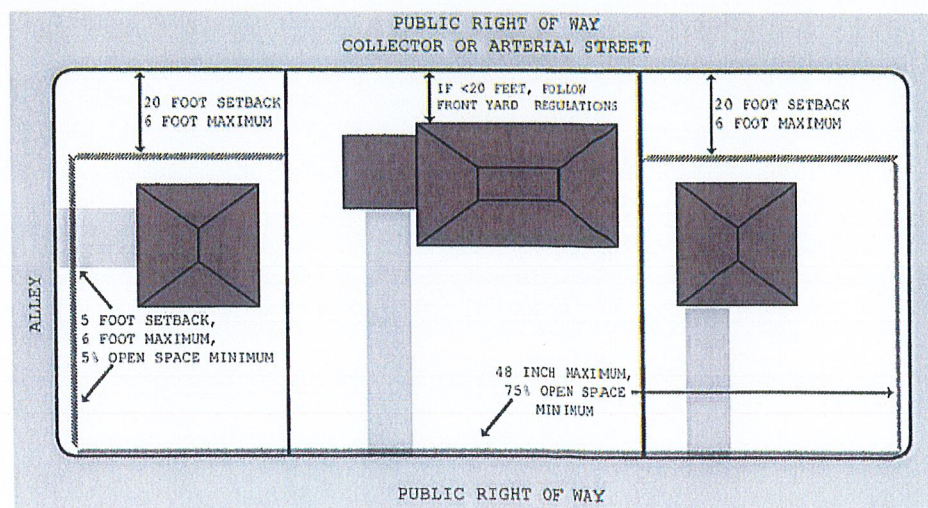 PUBLIC RIGHT OF WAY
COLLECTOR OR ARTERIAL STREET
20 FOOT SETBACK
6 FOOT MAXIMUM
IF <20 FEET, FOLLOW
FRONT YARD REGULATIONS
20 FOOT SETBACK
6 FOOT MAXIMUM
ALLEY
5 FOOT SETBACK,
6 FOOT MAXIMUM,
5% OPEN SPACE MINIMUM
48 INCH MAXIMUM,
75% OPEN SPACE
MINIMUM
PUBLIC RIGHT OF WAY